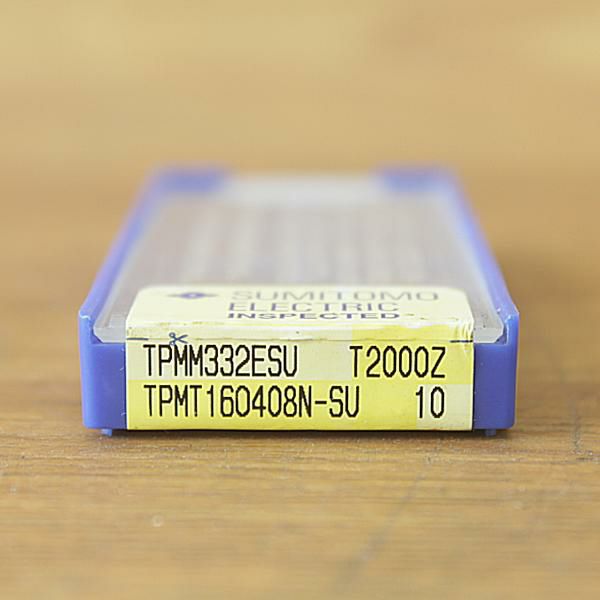 SUMITOMO
ELECTRIC
INSPECTED
TPMM332ESU T2000Z
TPMT160408N-SU 10